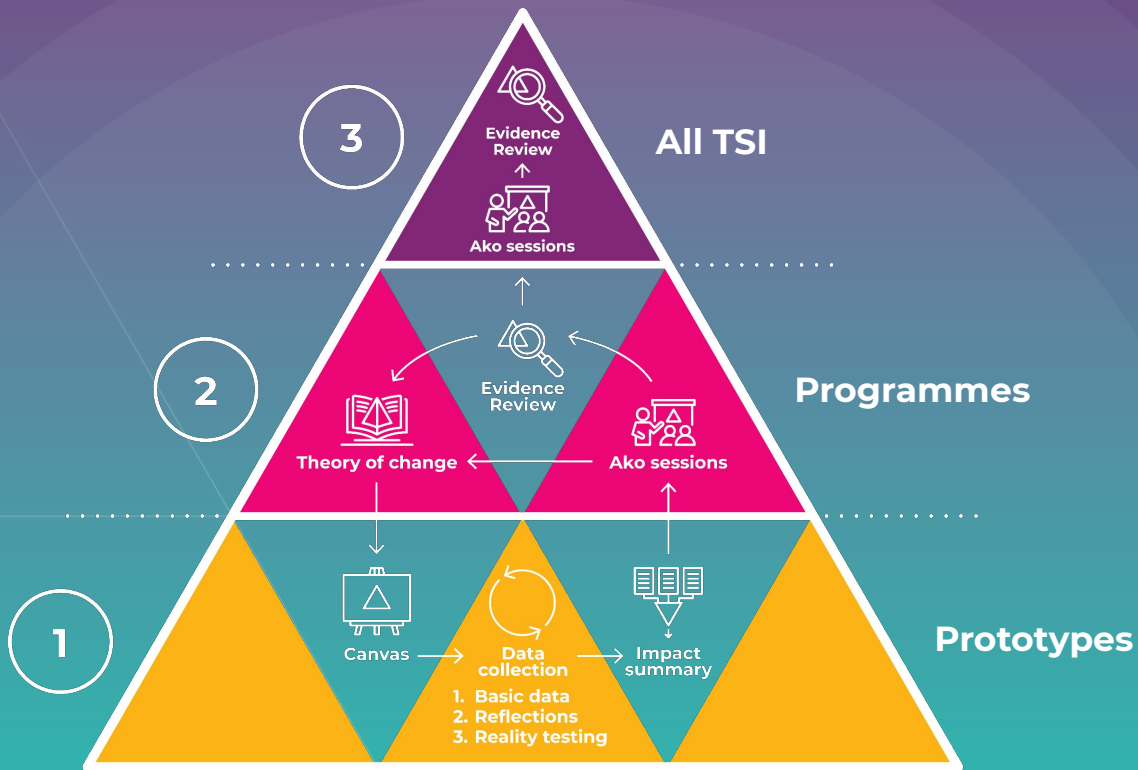 3
All TSI
Evidence
Review
Ako sessions
2
Programmes
Evidence
Review
Theory of change
Ako sessions
1
Prototypes
Canvas
Data
collection
Impact
summary
1. Basic data
2. Reflections
3. Reality testing